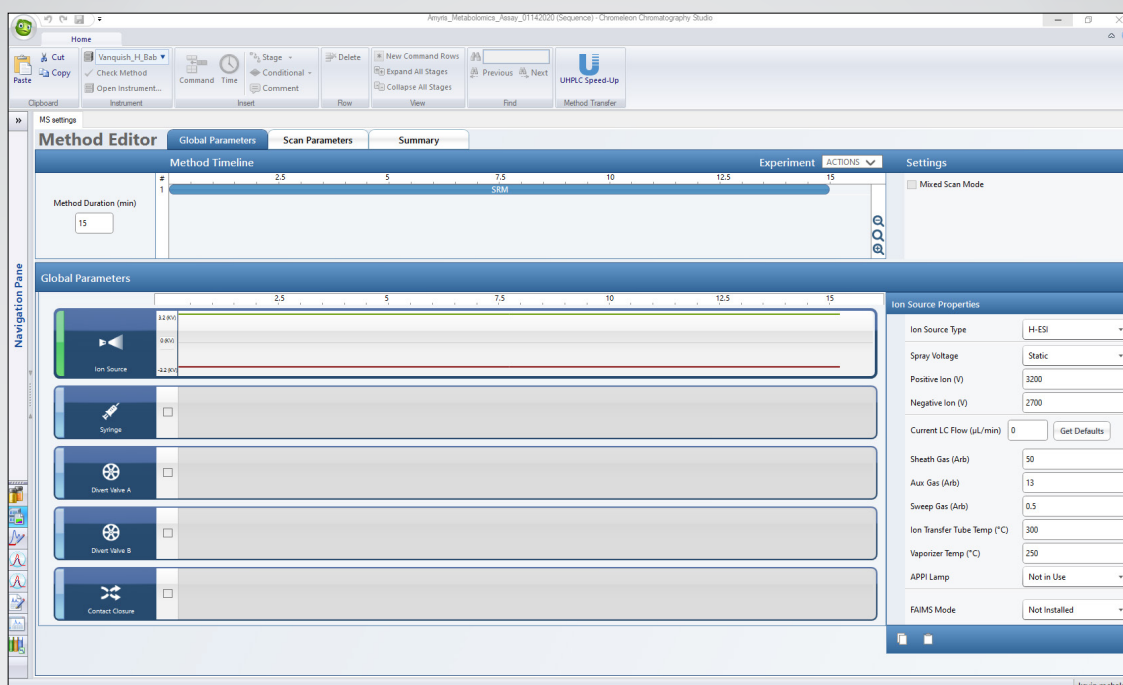 Amyris_Metabolomics_Assay_01142020 (Sequence) - Chromeleon Chromatography Studio
Home
Paste
Cut
Copy
Clipboard
Vanquish_H_Bab
Check Method
Open Instrument...
Instrument
Command
Time
Stage
Conditional
Comment
Insert
Delete
Row
New Command Rows
Expand All Stages
Collapse All Stages
View
Previous
Next
Find
UHPLC Speed-Up
Method Transfer
»
MS settings
Method Editor
Global Parameters
Scan Parameters
Summary
Method Timeline
Experiment
ACTIONS
Settings
Method Duration (min)
15
#
2.5 5 7.5 10 12.5 15
1
SRM
Mixed Scan Mode
Navigation Pane
Global Parameters
2.5 5 7.5 10 12.5 15
Ion Source
3.2 (KV)
0 (KV)
-2.2 (KV)
Syringe
Divert Valve A
Divert Valve B
Contact Closure
Ion Source Properties
Ion Source Type H-ESI
Spray Voltage Static
Positive Ion (V) 3200
Negative Ion (V) 2700
Current LC Flow (µL/min) 0 Get Defaults
Sheath Gas (Arb) 50
Aux Gas (Arb) 13
Sweep Gas (Arb) 0.5
Ion Transfer Tube Temp (°C) 300
Vaporizer Temp (°C) 250
APPI Lamp Not in Use
FAIMS Mode Not Installed